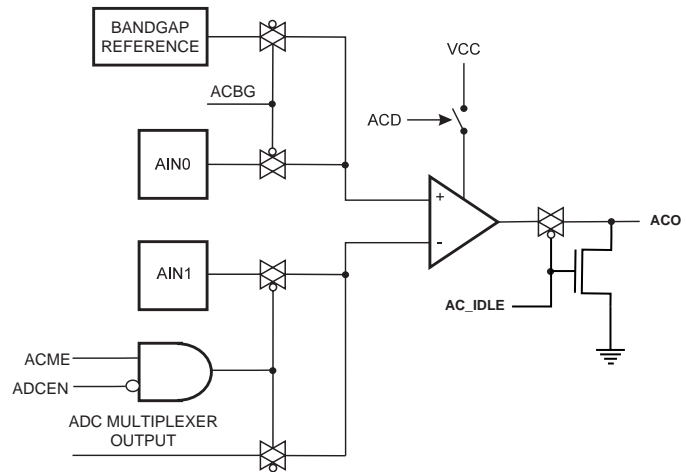 BANDGAP
REFERENCE
VCC
ACBG
ACD
AIN0
+
-
ACO
AIN1
AC_IDLE
ACME
ADCEN
ADC MULTIPLEXER
OUTPUT